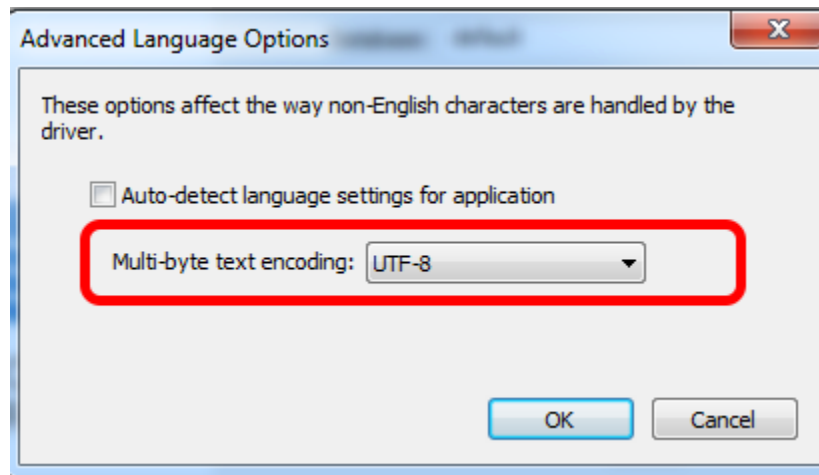 Advanced Language Options
These options affect the way non-English characters are handled by the
driver.
Auto-detect language settings for application
Multi-byte text encoding: UTF-8
OK Cancel